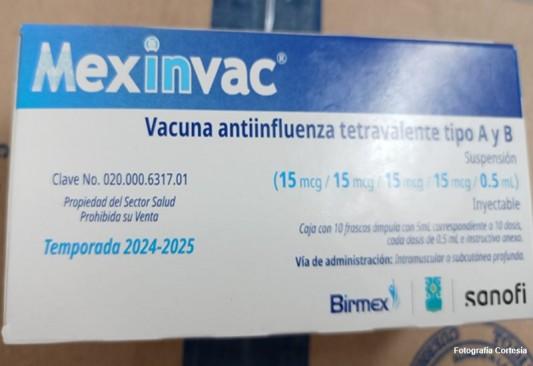 Mexinvac®
Vacuna antiinfluenza tetravalente tipo A y B
Suspensión
Clave No. 020.000.6317.01
(15 mcg / 15 mcg / 15 mcg / 15 mcg / 0.5 mL)
Propiedad del Sector Salud
Prohibida su Venta
Inyectable
Temporada 2024-2025
Caja con 10 frascos ámpula con 5mL correspondiente a 10 dosis,
cada dosis de 0.5 mL e instructivo anexo.
Vía de administración: Intramuscular o subcutánea profunda.
Birmex
sanofi
Fotografía Cortesía